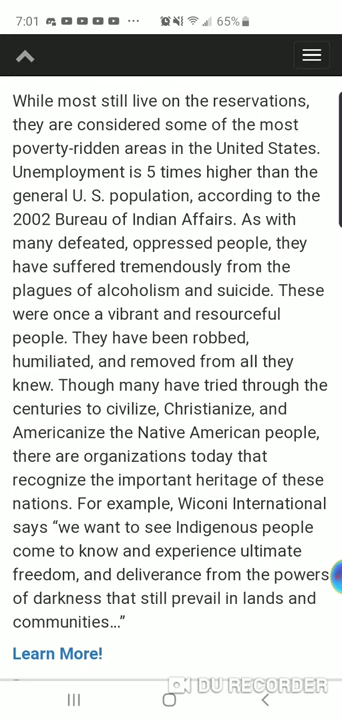 7:01 ... 65%
While most still live on the reservations,
they are considered some of the most
poverty-ridden areas in the United States.
Unemployment is 5 times higher than the
general U. S. population, according to the
2002 Bureau of Indian Affairs. As with
many defeated, oppressed people, they
have suffered tremendously from the
plagues of alcoholism and suicide. These
were once a vibrant and resourceful
people. They have been robbed,
humiliated, and removed from all they
knew. Though many have tried through the
centuries to civilize, Christianize, and
Americanize the Native American people,
there are organizations today that
recognize the important heritage of these
nations. For example, Wiconi International
says “we want to see Indigenous people
come to know and experience ultimate
freedom, and deliverance from the powers
of darkness that still prevail in lands and
communities...”
Learn More!
DU RECORDER